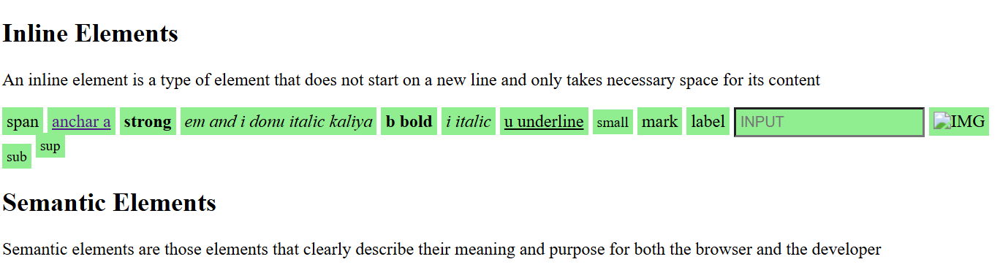 Inline Elements
An inline element is a type of element that does not start on a new line and only takes necessary space for its content
span anchar a strong em and i donu italic kaliya b bold i italic u underline small mark label INPUT IMG
sub sup
Semantic Elements
Semantic elements are those elements that clearly describe their meaning and purpose for both the browser and the developer